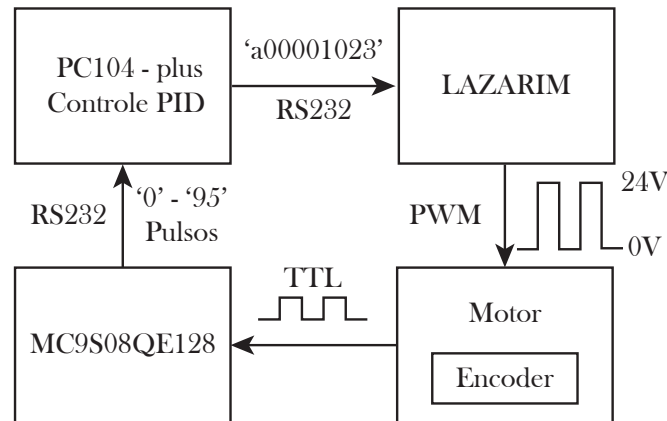 PC104 - plus
Controle PID
‘a00001023’
RS232
LAZARIM
RS232
‘0’ - ‘95’
Pulsos
PWM
24V
0V
MC9S08QE128
TTL
Motor
Encoder